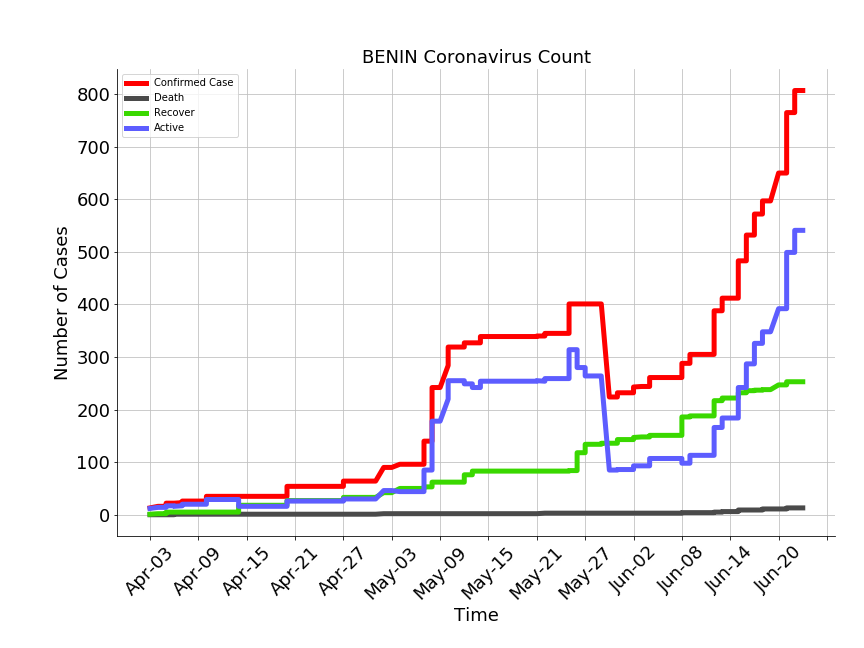 BENIN Coronavirus Count
Confirmed Case
Death
Recover
Active
800
700
600
500
400
300
200
100
0
Number of Cases
Apr-03 Apr-09 Apr-15 Apr-21 Apr-27 May-03 May-09 May-15 May-21 May-27 Jun-02 Jun-08 Jun-14 Jun-20
Time